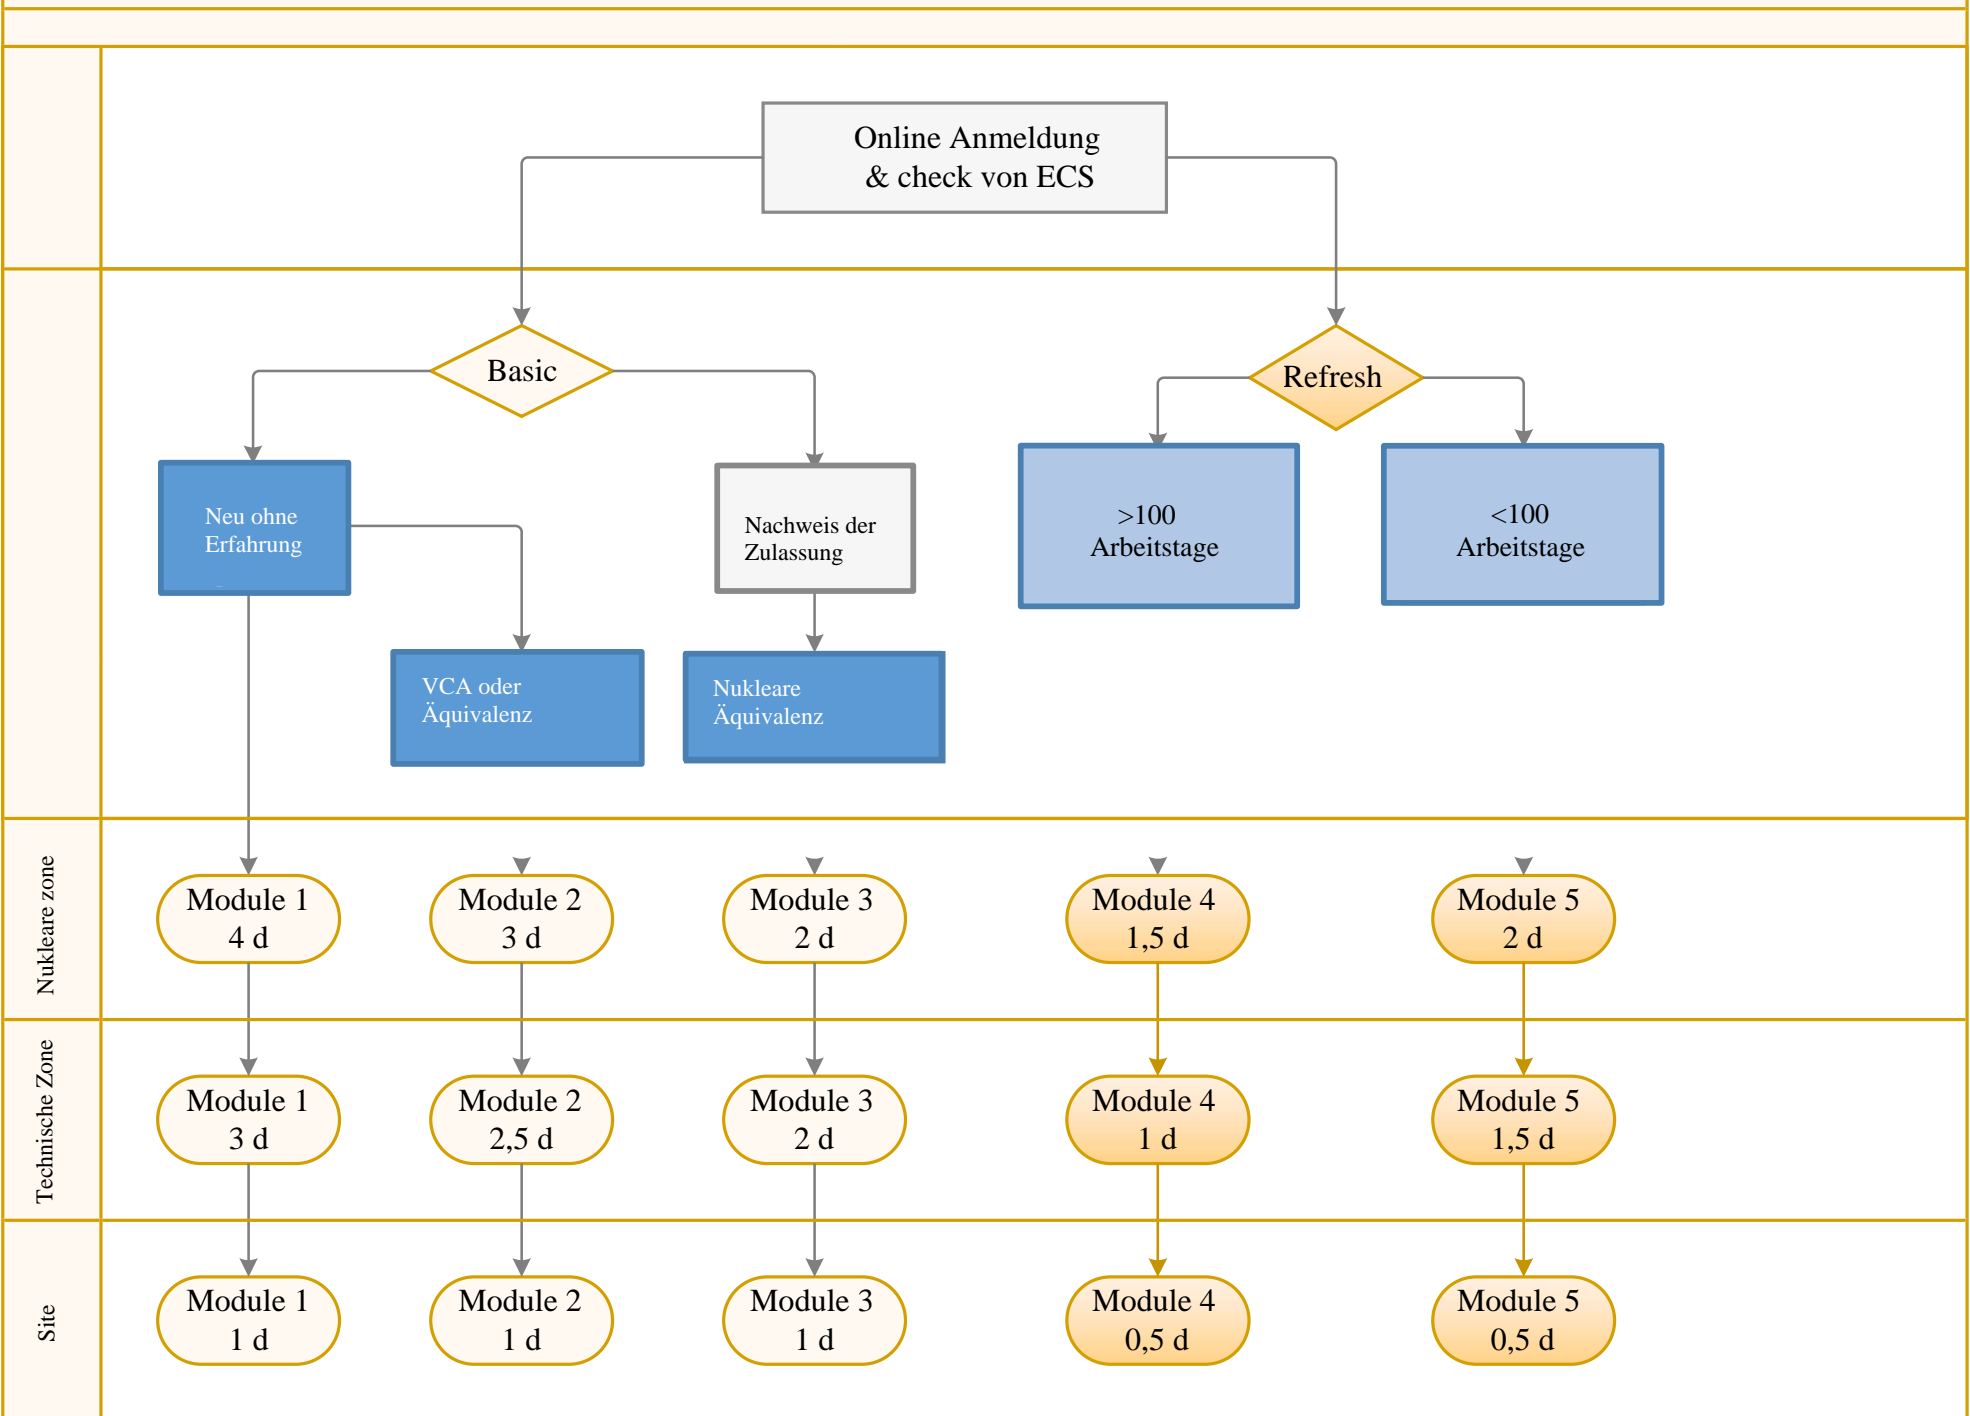 Online Anmeldung
& check von ECS
Basic
Refresh
Neu ohne
Erfahrung
Nachweis der
Zulassung
>100
Arbeitstage
<100
Arbeitstage
VCA oder
Äquivalenz
Nukleare
Äquivalenz
Nukleare zone
Module 1
4 d
Module 2
3 d
Module 3
2 d
Module 4
1,5 d
Module 5
2 d
Technische Zone
Module 1
3 d
Module 2
2,5 d
Module 3
2 d
Module 4
1 d
Module 5
1,5 d
Site
Module 1
1 d
Module 2
1 d
Module 3
1 d
Module 4
0,5 d
Module 5
0,5 d